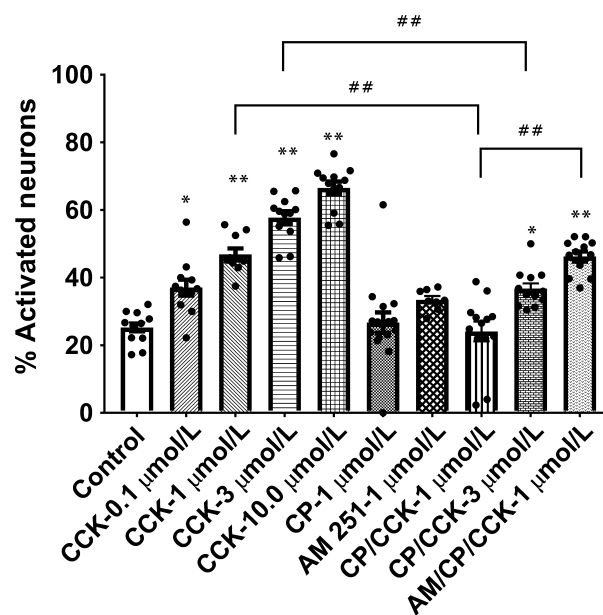 ##
##
##
% Activated neurons
100
80
60
40
20
0
*
**
**
**
*
**
Control
CCK-0.1 μmol/L
CCK-1 μmol/L
CCK-3 μmol/L
CCK-10.0 μmol/L
CP-1 μmol/L
AM 251-1 μmol/L
CP/CCK-1 μmol/L
CP/CCK-3 μmol/L
AM/CP/CCK-1 μmol/L